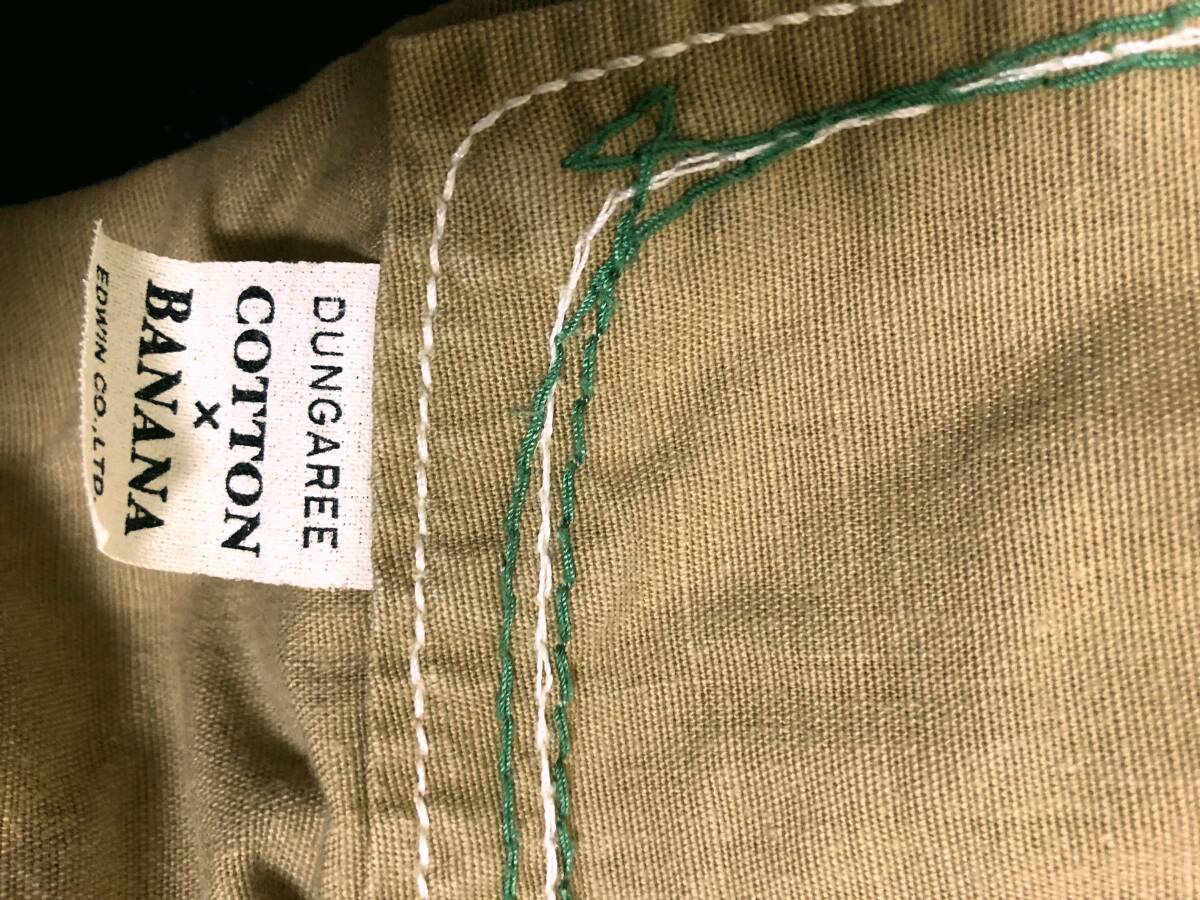 DUNGAREE
COTTON
×
BANANA
EDWIN CO.,LTD.